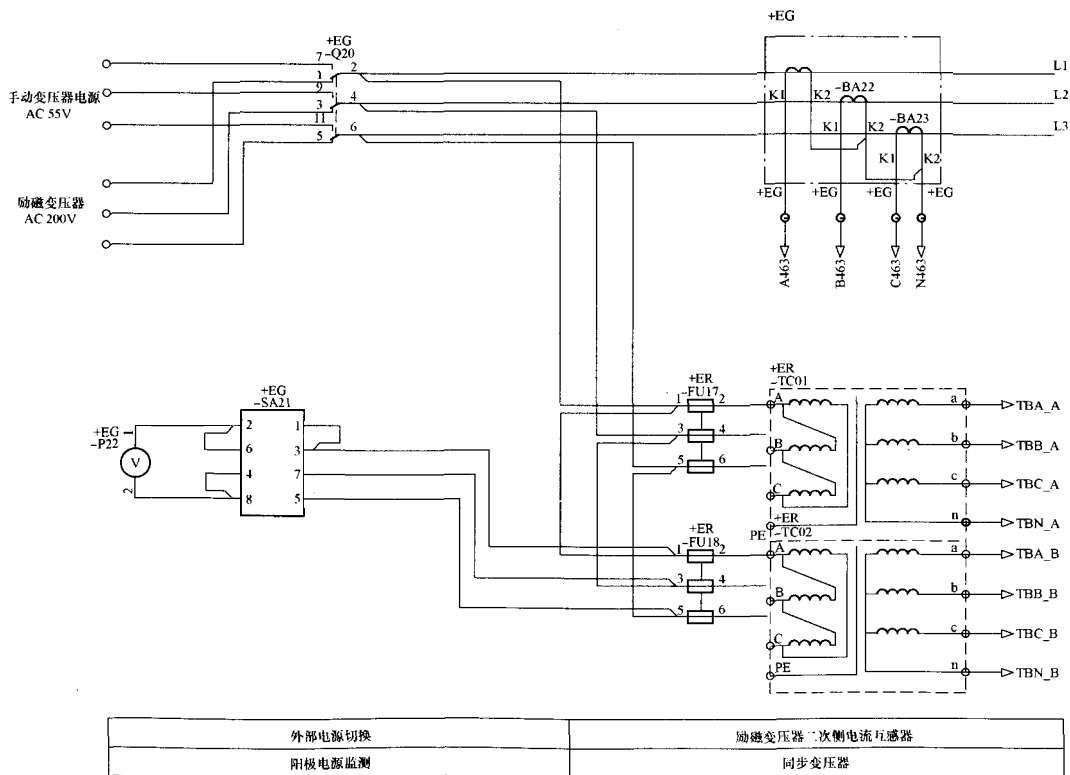 +EG
+EG
-Q20
7
1
2
9
3
4
11
5
6
手动变压器电源
AC 55V
励磁变压器
AC 200V
L1
L2
L3
K1
K2
-BA22
K1
K2
-BA23
K1
K2
+EG
+EG
+EG
+EG
A463
B463
C463
N463
+EG
-SA21
+EG
-P22
V
2
2
1
6
3
4
7
8
5
+ER
-FU17
1
2
3
4
5
6
+ER
-TC01
A
B
C
PE
a
b
c
n
TBA_A
TBB_A
TBC_A
TBN_A
+ER
-FU18
1
2
3
4
5
6
+ER
-TC02
A
B
C
PE
a
b
c
n
TBA_B
TBB_B
TBC_B
TBN_B
外部电源切换
励磁变压器二次侧电流互感器
阳极电源监测
同步变压器